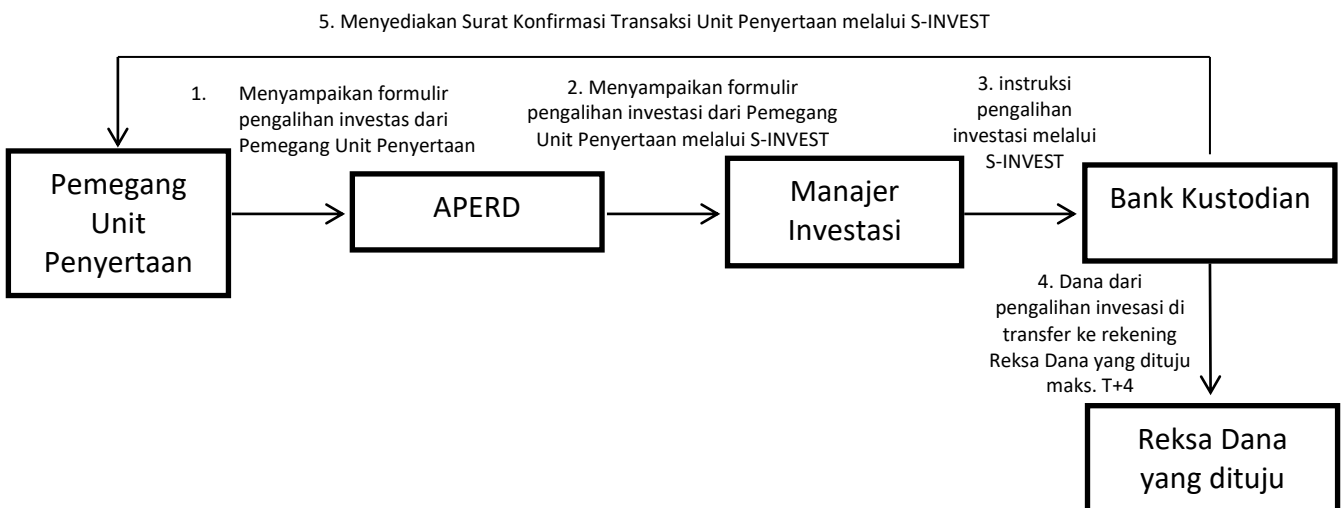 5. Menyediakan Surat Konfirmasi Transaksi Unit Penyertaan melalui S-INVEST
1. Menyampaikan formulir
pengalihan investas dari
Pemegang Unit Penyertaan
2. Menyampaikan formulir
pengalihan investasi dari Pemegang
Unit Penyertaan melalui S-INVEST
3. instruksi
pengalihan
investasi melalui
S-INVEST
Pemegang
Unit
Penyertaan
APERD
Manajer
Investasi
Bank Kustodian
4. Dana dari
pengalihan invesasi di
transfer ke rekening
Reksa Dana yang dituju
maks. T+4
Reksa Dana
yang dituju